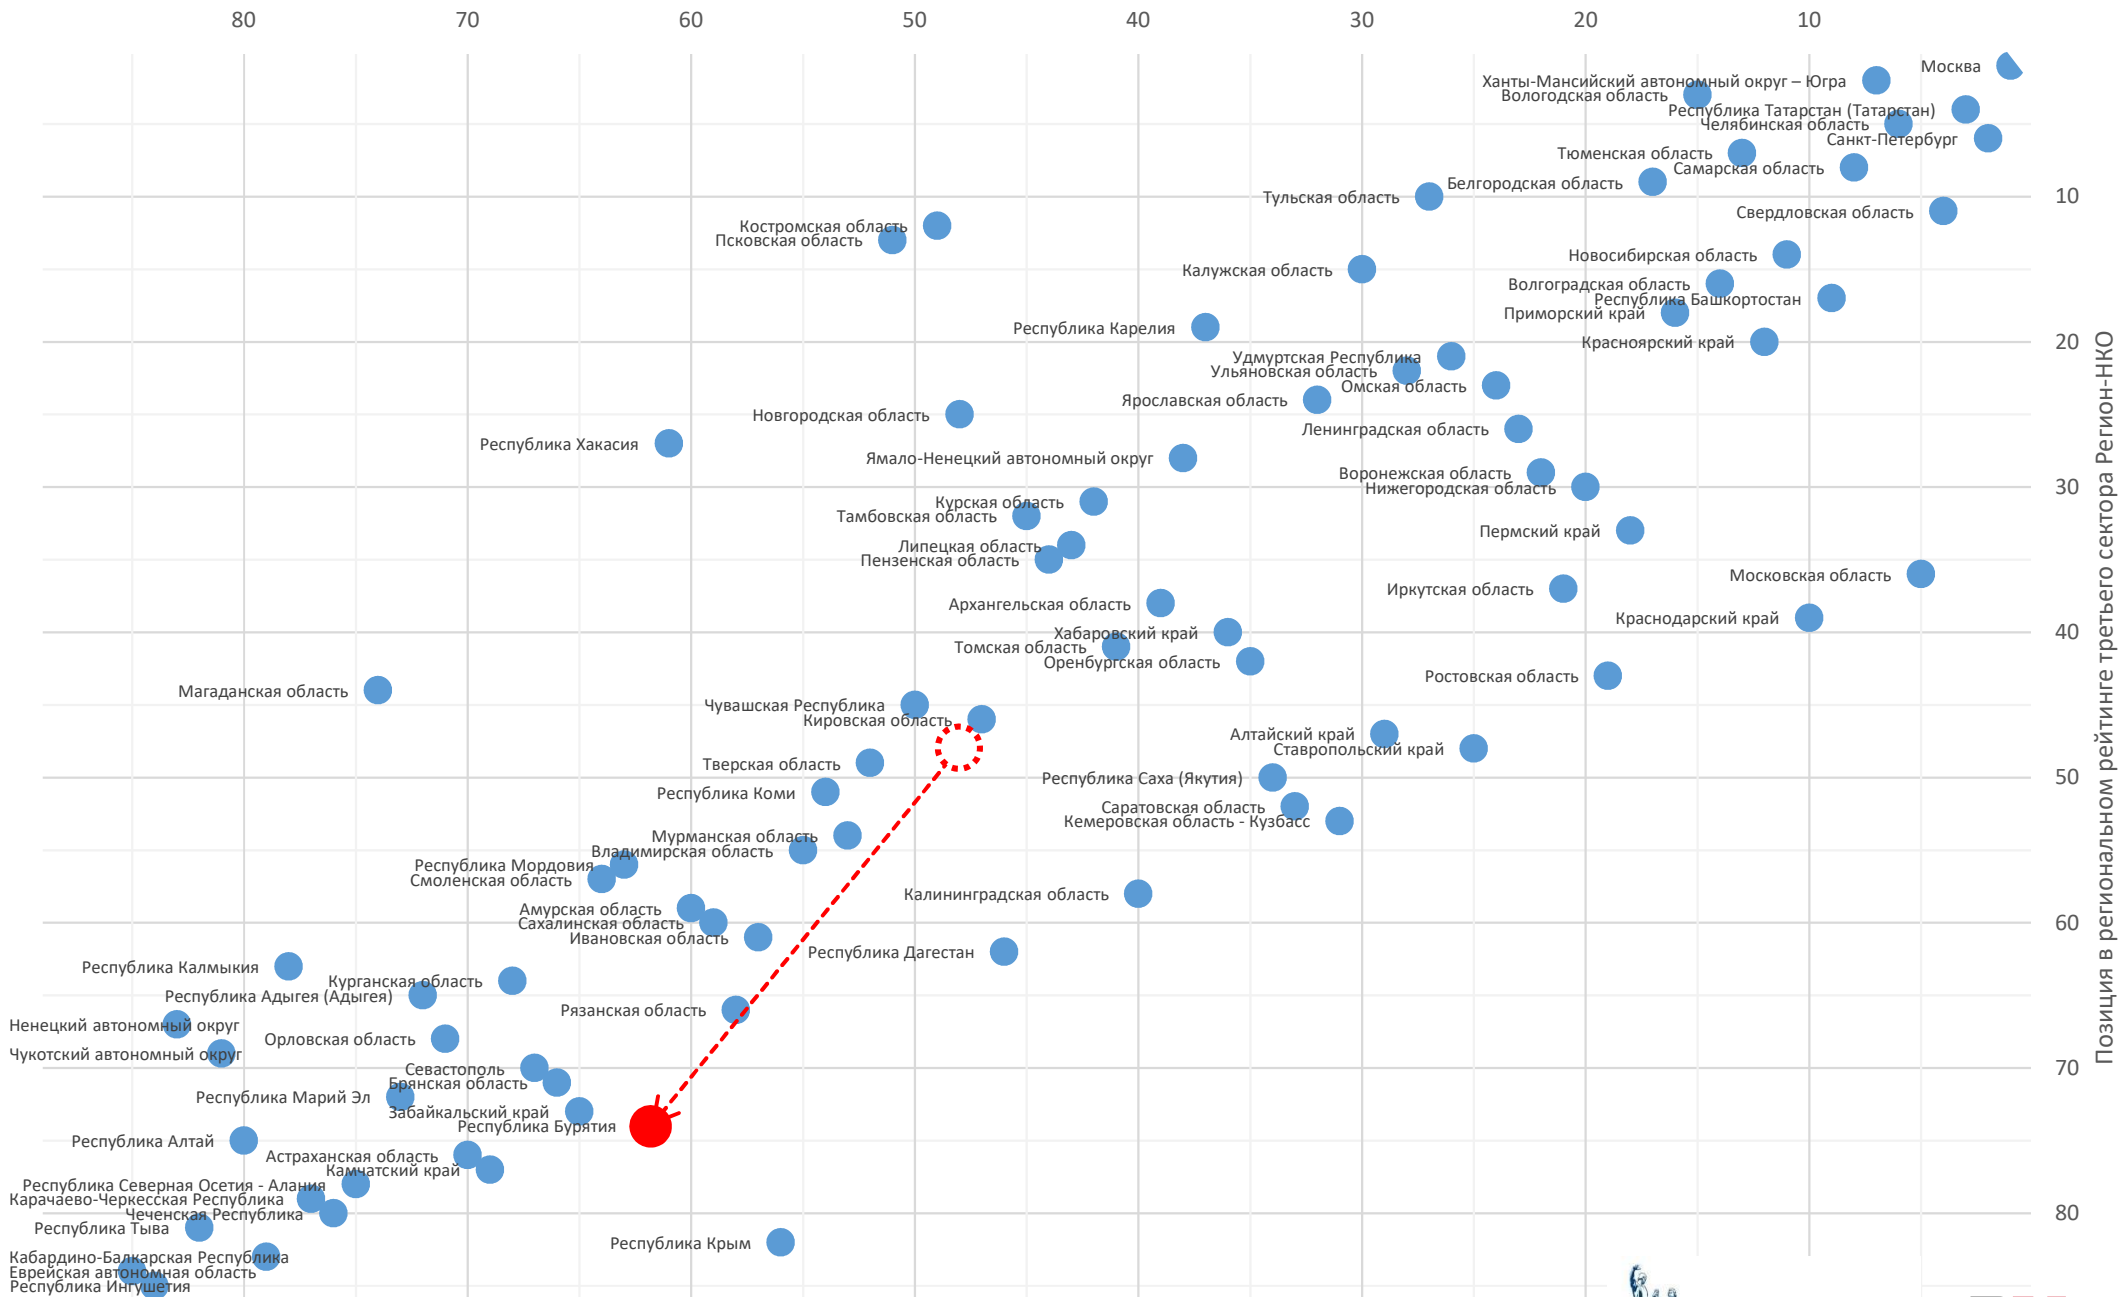 80 70 60 50 40 30 20 10
Москва
Ханты-Мансийский автономный округ – Югра
Вологодская область
Республика Татарстан (Татарстан)
Челябинская область
Санкт-Петербург
Тюменская область
Самарская область
Белгородская область
Тульская область
10
Свердловская область
Костромская область
Псковская область
Новосибирская область
Калужская область
Волгоградская область
Республика Башкортостан
Приморский край
Республика Карелия
Красноярский край
20
Удмуртская Республика
Ульяновская область
Омская область
Ярославская область
Новгородская область
Ленинградская область
Республика Хакасия
Ямало-Ненецкий автономный округ
Воронежская область
Нижегородская область
30
Курская область
Тамбовская область
Пермский край
Липецкая область
Пензенская область
Московская область
Иркутская область
Архангельская область
Краснодарский край
Хабаровский край
40
Томская область
Оренбургская область
Ростовская область
Магаданская область
Чувашская Республика
Кировская область
Алтайский край
Ставропольский край
Тверская область
Республика Саха (Якутия)
50
Республика Коми
Саратовская область
Кемеровская область - Кузбасс
Мурманская область
Владимирская область
Республика Мордовия
Смоленская область
Калининградская область
Амурская область
Сахалинская область
60
Ивановская область
Республика Дагестан
Республика Калмыкия
Курганская область
Республика Адыгея (Адыгея)
Рязанская область
Ненецкий автономный округ
Орловская область
Чукотский автономный округ
Севастополь
70
Брянская область
Республика Марий Эл
Забайкальский край
Республика Бурятия
Республика Алтай
Астраханская область
Камчатский край
Республика Северная Осетия - Алания
Карачаево-Черкесская Республика
Чеченская Республика
80
Республика Тыва
Республика Крым
Кабардино-Балкарская Республика
Еврейская автономная область
Республика Ингушетия
Позиция в региональном рейтинге третьего сектора Регион-НКО